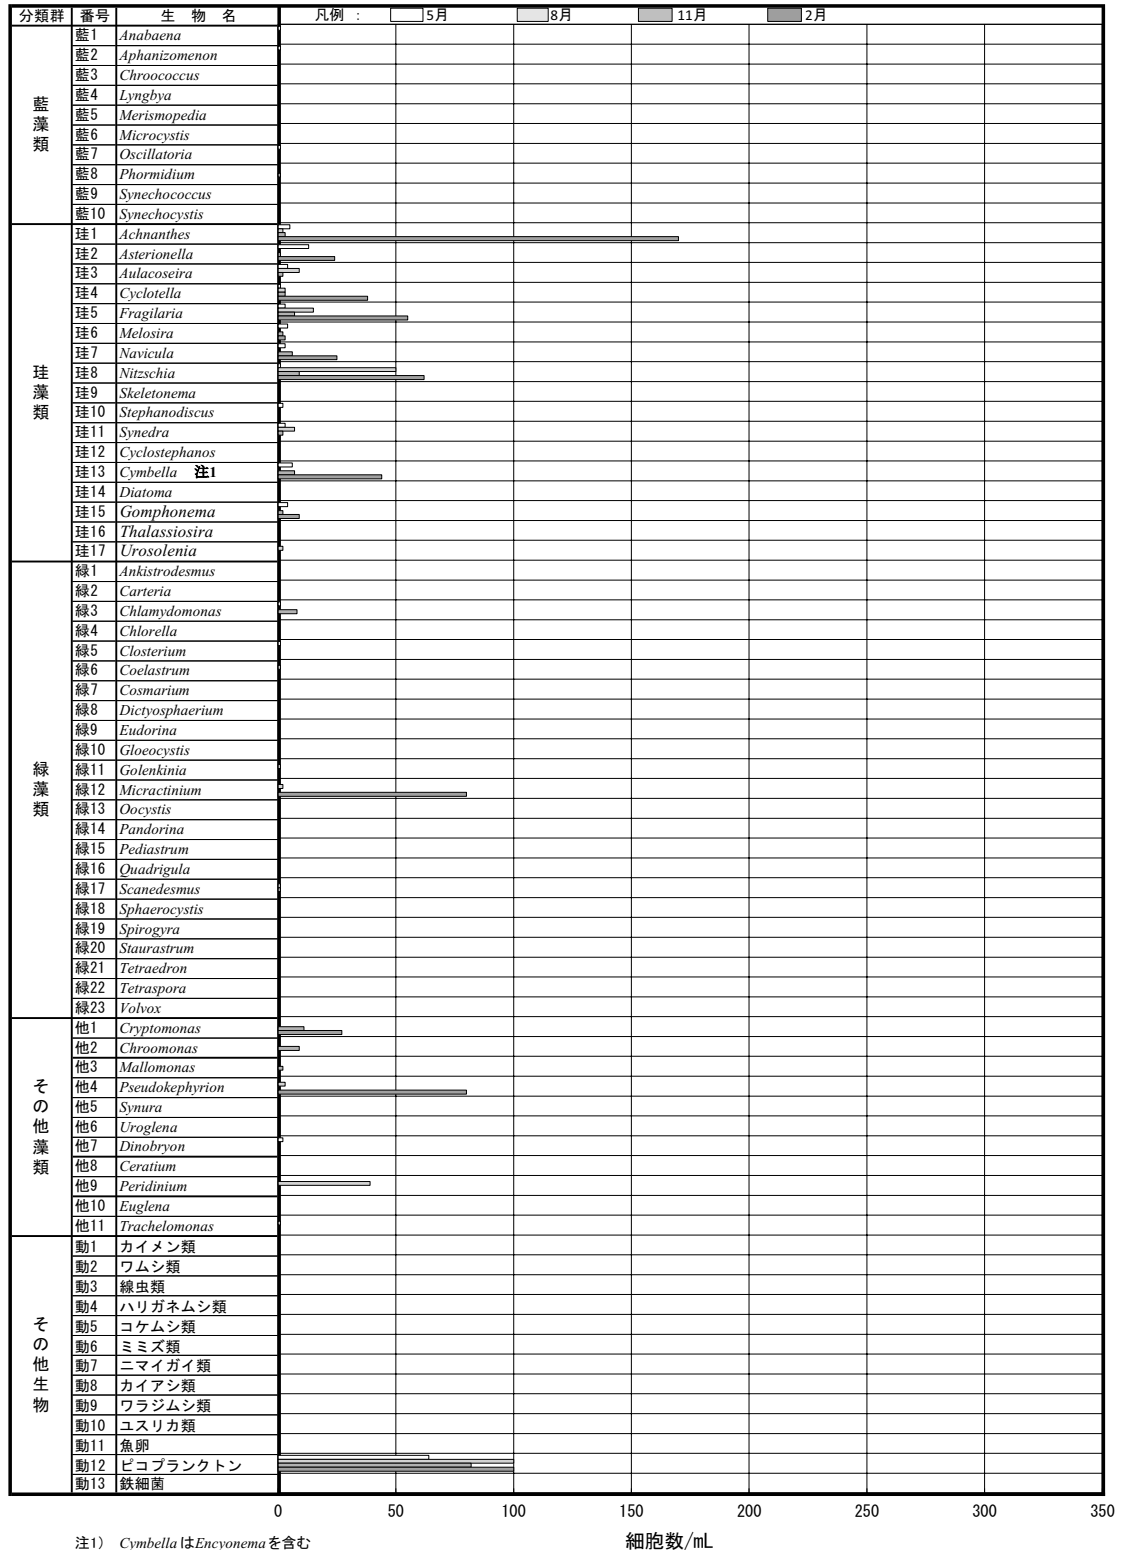 分類群 番号 生 物 名 凡例 : 5月 8月 11月 2月
藍藻類
藍1 Anabaena
藍2 Aphanizomenon
藍3 Chroococcus
藍4 Lyngbya
藍5 Merismopedia
藍6 Microcystis
藍7 Oscillatoria
藍8 Phormidium
藍9 Synechococcus
藍10 Synechocystis
珪藻類
珪1 Achnanthes
珪2 Asterionella
珪3 Aulacoseira
珪4 Cyclotella
珪5 Fragilaria
珪6 Melosira
珪7 Navicula
珪8 Nitzschia
珪9 Skeletonema
珪10 Stephanodiscus
珪11 Synedra
珪12 Cyclostephanos
珪13 Cymbella 注1
珪14 Diatoma
珪15 Gomphonema
珪16 Thalassiosira
珪17 Urosolenia
緑藻類
緑1 Ankistrodesmus
緑2 Carteria
緑3 Chlamydomonas
緑4 Chlorella
緑5 Closterium
緑6 Coelastrum
緑7 Cosmarium
緑8 Dictyosphaerium
緑9 Eudorina
緑10 Gloeocystis
緑11 Golenkinia
緑12 Micractinium
緑13 Oocystis
緑14 Pandorina
緑15 Pediastrum
緑16 Quadrigula
緑17 Scanedesmus
緑18 Sphaerocystis
緑19 Spirogyra
緑20 Staurastrum
緑21 Tetraedron
緑22 Tetraspora
緑23 Volvox
その他藻類
他1 Cryptomonas
他2 Chroomonas
他3 Mallomonas
他4 Pseudokephyrion
他5 Synura
他6 Uroglena
他7 Dinobryon
他8 Ceratium
他9 Peridinium
他10 Euglena
他11 Trachelomonas
その他生物
動1 カイメン類
動2 ワムシ類
動3 線虫類
動4 ハリガネムシ類
動5 コケムシ類
動6 ミミズ類
動7 ニマイガイ類
動8 カイアシ類
動9 ワラジムシ類
動10 ユスリカ類
動11 魚卵
動12 ピコプランクトン
動13 鉄細菌
0 50 100 150 200 250 300 350
注1) CymbellaはEncyonemaを含む 細胞数/mL